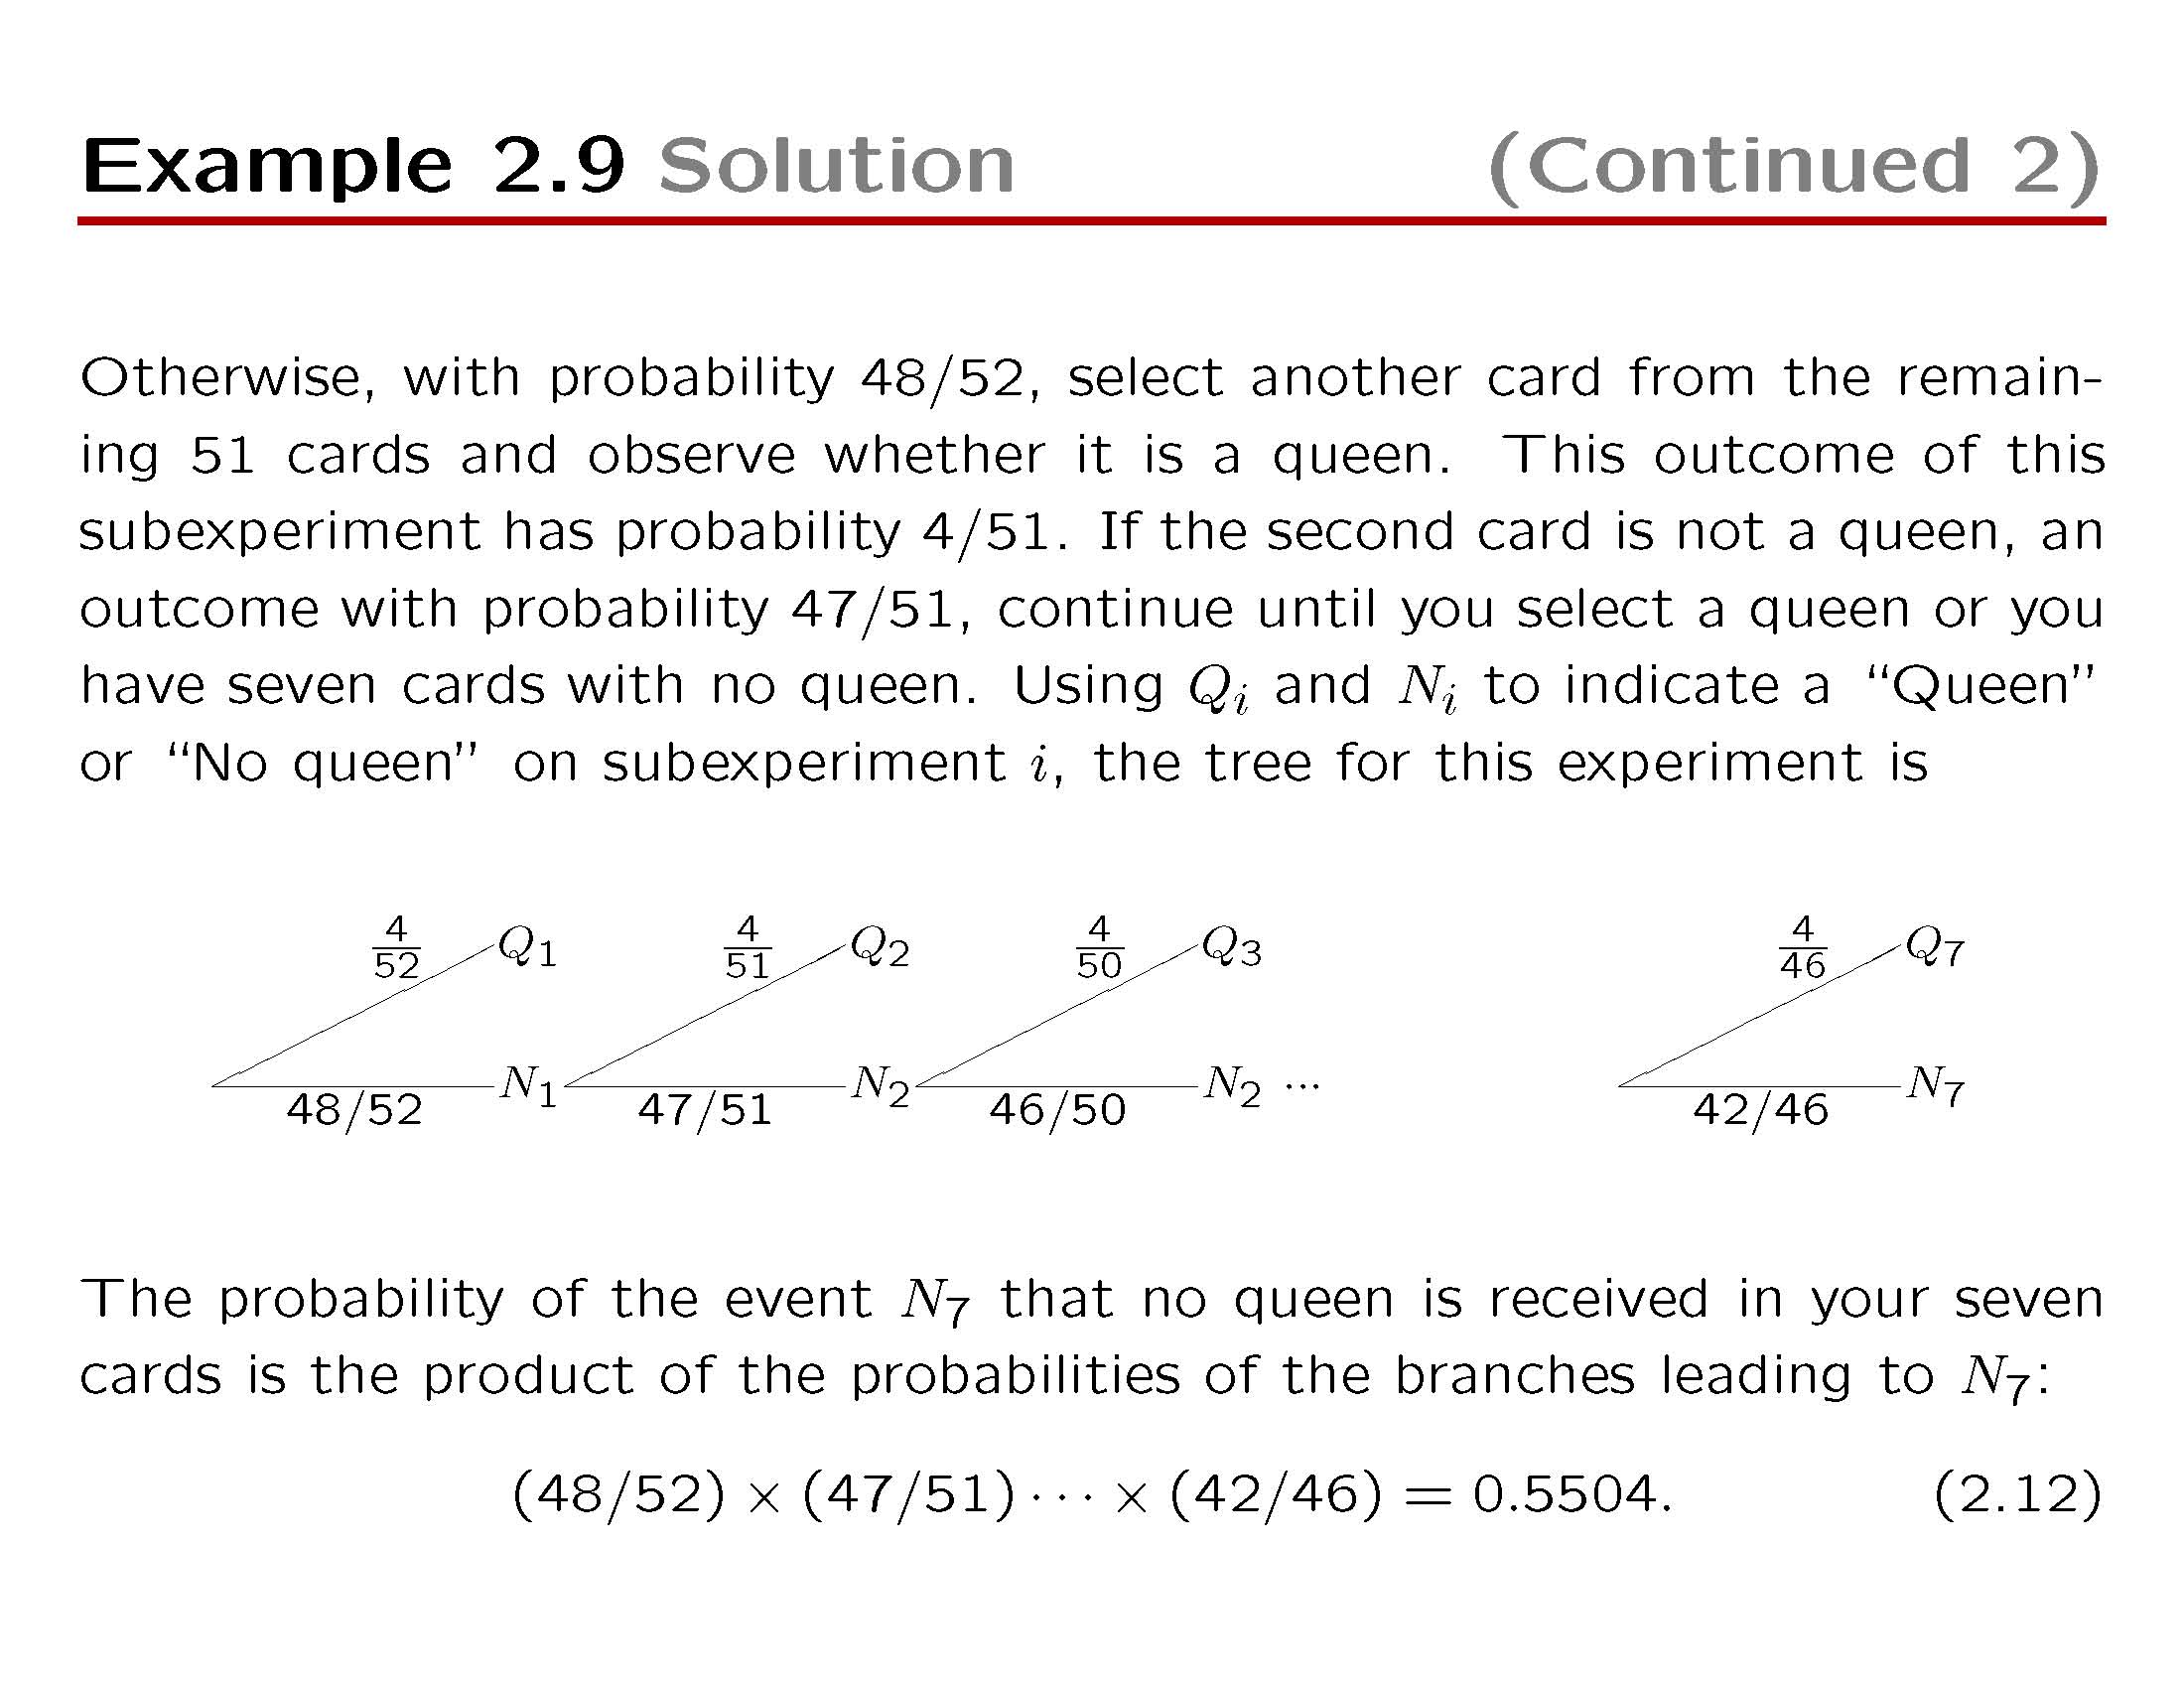 Example 2.9 Solution (Continued 2)
Otherwise, with probability 48/52, select another card from the remain-
ing 51 cards and observe whether it is a queen. This outcome of this
subexperiment has probability 4/51. If the second card is not a queen, an
outcome with probability 47/51, continue until you select a queen or you
have seven cards with no queen. Using Q_i and N_i to indicate a “Queen”
or “No queen” on subexperiment i, the tree for this experiment is
4/52 Q_1 4/51 Q_2 4/50 Q_3 4/46 Q_7
48/52 N_1 47/51 N_2 46/50 N_2 ... 42/46 N_7
The probability of the event N_7 that no queen is received in your seven
cards is the product of the probabilities of the branches leading to N_7:
(48/52) × (47/51) · · · × (42/46) = 0.5504. (2.12)